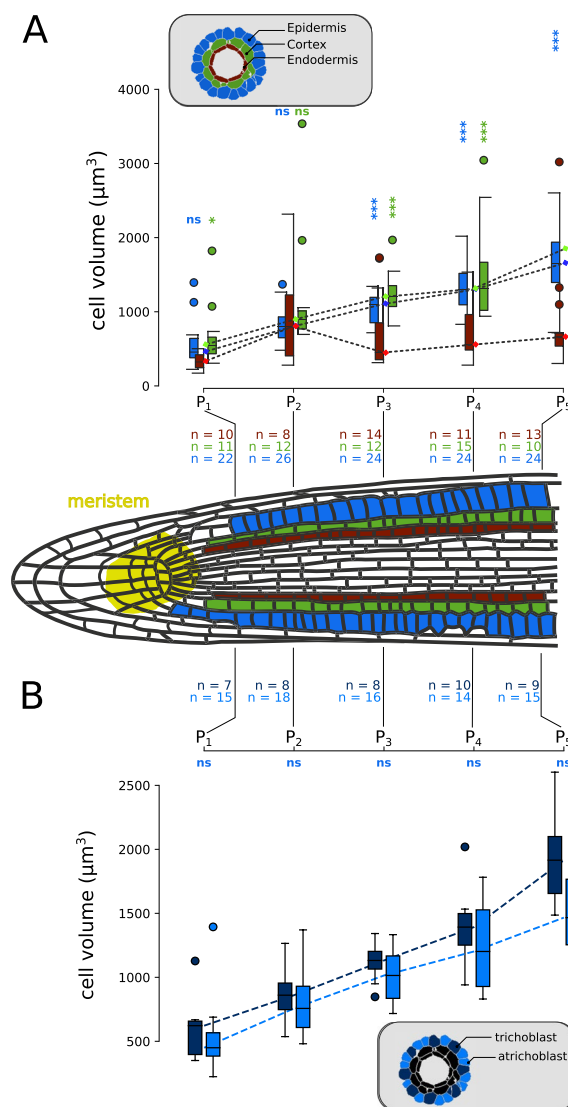 A
Epidermis
Cortex
Endodermis
***
ns ns
*** ***
*** ***
ns *
cell volume (µm³)
4000
3000
2000
1000
0
P₁ P₂ P₃ P₄ P₅
n = 10 n = 8 n = 14 n = 11 n = 13
n = 11 n = 12 n = 12 n = 15 n = 10
n = 22 n = 26 n = 24 n = 24 n = 24
meristem
B
n = 7 n = 8 n = 8 n = 10 n = 9
n = 15 n = 18 n = 16 n = 14 n = 15
P₁ P₂ P₃ P₄ P₅
ns ns ns ns ns
cell volume (µm³)
2500
2000
1500
1000
500
trichoblast
atrichoblast